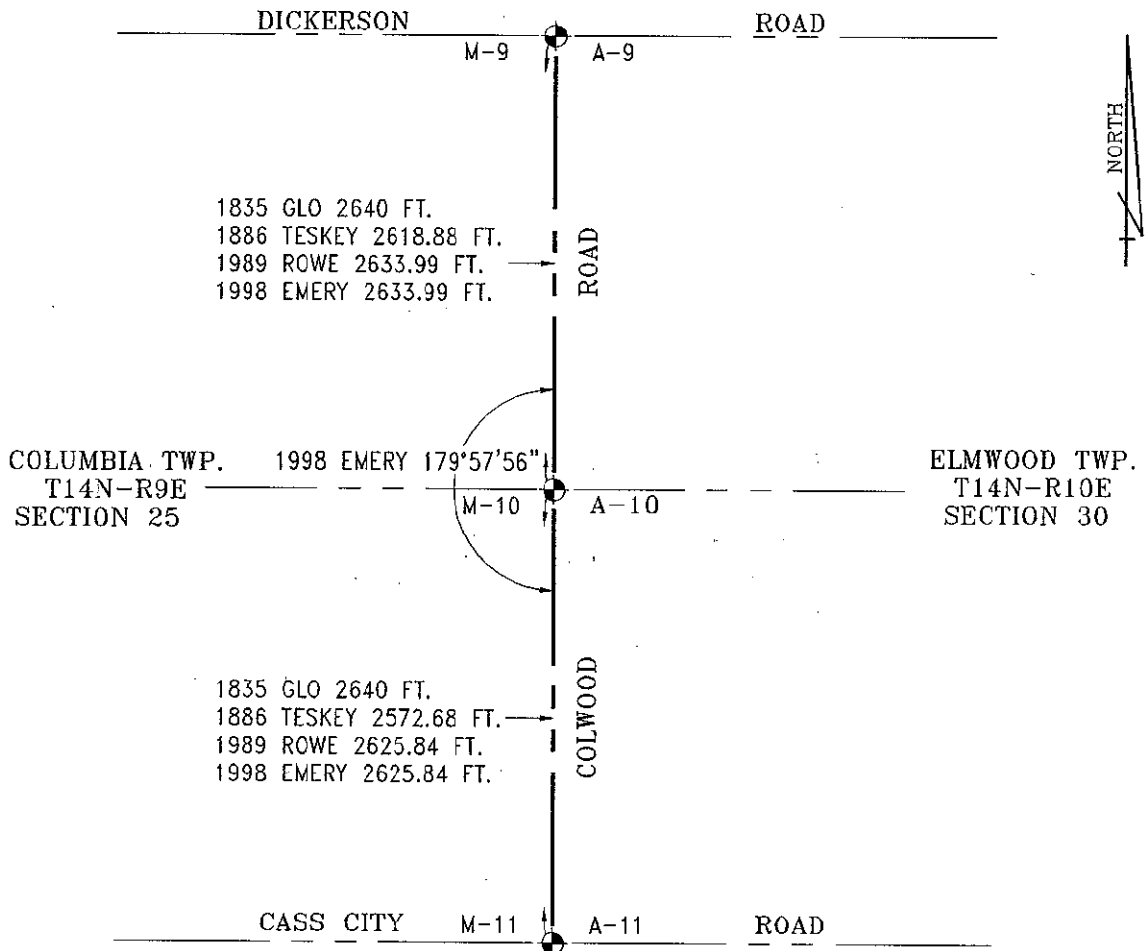 DICKERSON ROAD
M-9 A-9
NORTH
1835 GLO 2640 FT.
1886 TESKEY 2618.88 FT.
1989 ROWE 2633.99 FT.
1998 EMERY 2633.99 FT.
ROAD
COLUMBIA TWP.
T14N-R9E
SECTION 25
1998 EMERY 179°57'56"
M-10 A-10
ELMWOOD TWP.
T14N-R10E
SECTION 30
1835 GLO 2640 FT.
1886 TESKEY 2572.68 FT.
1989 ROWE 2625.84 FT.
1998 EMERY 2625.84 FT.
COLWOOD
CASS CITY ROAD
M-11 A-11